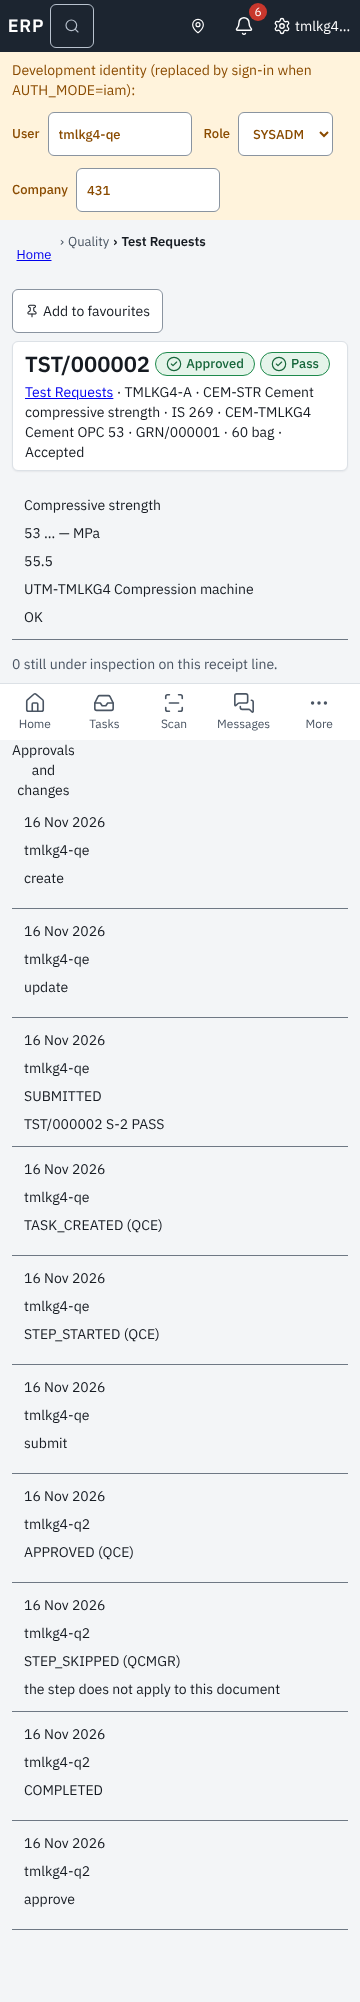 ERP
6
tmlkg4...
Development identity (replaced by sign-in when
AUTH_MODE=iam):
User
tmlkg4-qe
Role
SYSADM
Company
431
Home
› Quality › Test Requests
Add to favourites
TST/000002
Approved
Pass
Test Requests · TMLKG4-A · CEM-STR Cement
compressive strength · IS 269 · CEM-TMLKG4
Cement OPC 53 · GRN/000001 · 60 bag ·
Accepted
Compressive strength
53 ... — MPa
55.5
UTM-TMLKG4 Compression machine
OK
0 still under inspection on this receipt line.
Home
Tasks
Scan
Messages
More
Approvals
and
changes
16 Nov 2026
tmlkg4-qe
create
16 Nov 2026
tmlkg4-qe
update
16 Nov 2026
tmlkg4-qe
SUBMITTED
TST/000002 S-2 PASS
16 Nov 2026
tmlkg4-qe
TASK_CREATED (QCE)
16 Nov 2026
tmlkg4-qe
STEP_STARTED (QCE)
16 Nov 2026
tmlkg4-qe
submit
16 Nov 2026
tmlkg4-q2
APPROVED (QCE)
16 Nov 2026
tmlkg4-q2
STEP_SKIPPED (QCMGR)
the step does not apply to this document
16 Nov 2026
tmlkg4-q2
COMPLETED
16 Nov 2026
tmlkg4-q2
approve